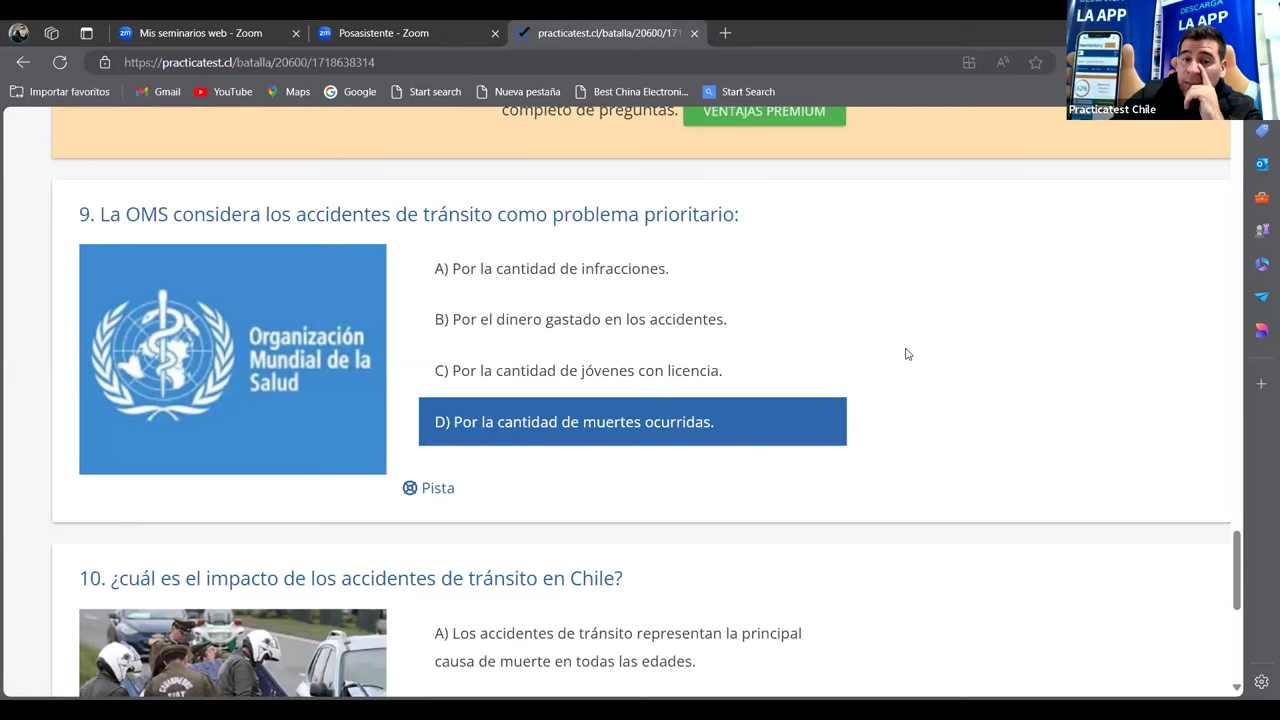 Mis seminarios web - Zoom
Posasistente - Zoom
practicatest.cl/batalla/20600/171
https://practicatest.cl/batalla/20600/1718638314
Importar favoritos
Gmail
YouTube
Maps
Google
Start search
Nueva pestaña
Best China Electroni...
Start Search
DESCARGA
LA APP
DESCARGA
LA APP
62%
Practicatest Chile
completo de preguntas.
VENTAJAS PREMIUM
9. La OMS considera los accidentes de tránsito como problema prioritario:
Organización
Mundial de la
Salud
A) Por la cantidad de infracciones.
B) Por el dinero gastado en los accidentes.
C) Por la cantidad de jóvenes con licencia.
D) Por la cantidad de muertes ocurridas.
Pista
10. ¿cuál es el impacto de los accidentes de tránsito en Chile?
A) Los accidentes de tránsito representan la principal
causa de muerte en todas las edades.